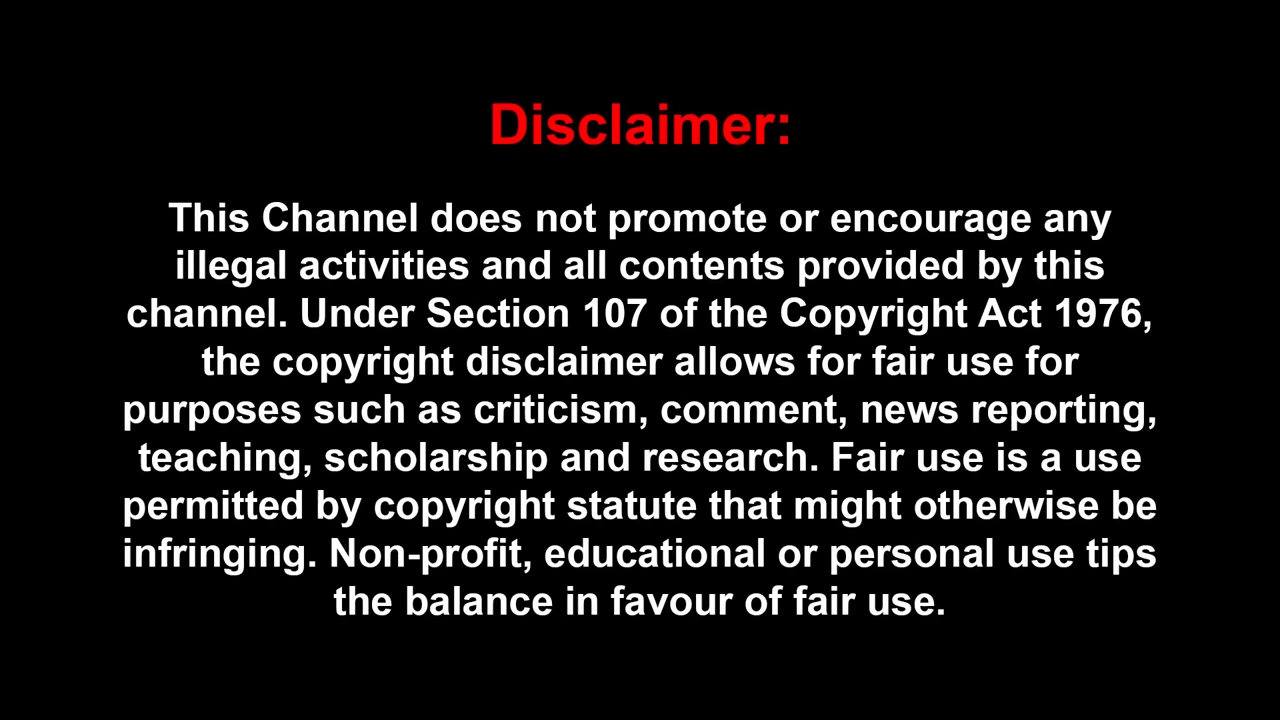 Disclaimer:
This Channel does not promote or encourage any
illegal activities and all contents provided by this
channel. Under Section 107 of the Copyright Act 1976,
the copyright disclaimer allows for fair use for
purposes such as criticism, comment, news reporting,
teaching, scholarship and research. Fair use is a use
permitted by copyright statute that might otherwise be
infringing. Non-profit, educational or personal use tips
the balance in favour of fair use.